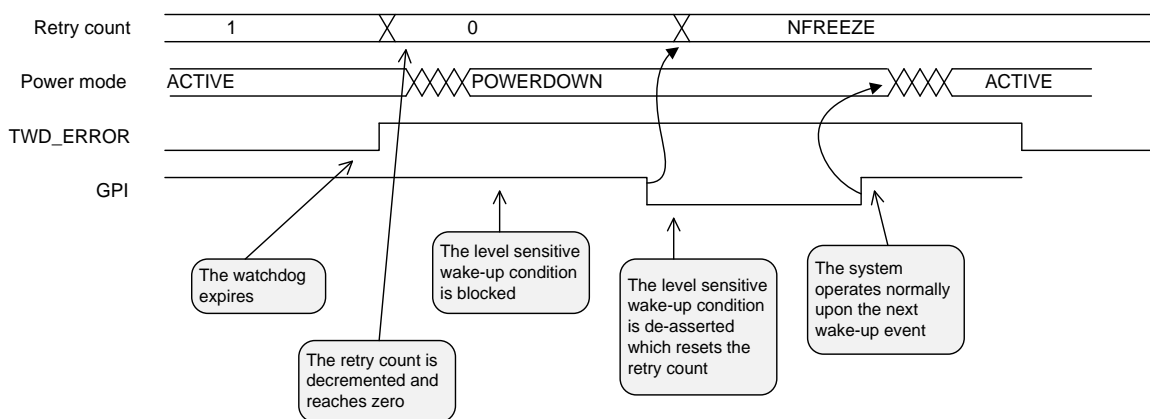 Retry count
1
0
NFREEZE
Power mode
ACTIVE
POWERDOWN
ACTIVE
TWD_ERROR
GPI
The watchdog
expires
The retry count is
decremented and
reaches zero
The level sensitive
wake-up condition
is blocked
The level sensitive
wake-up condition
is de-asserted
which resets the
retry count
The system
operates normally
upon the next
wake-up event